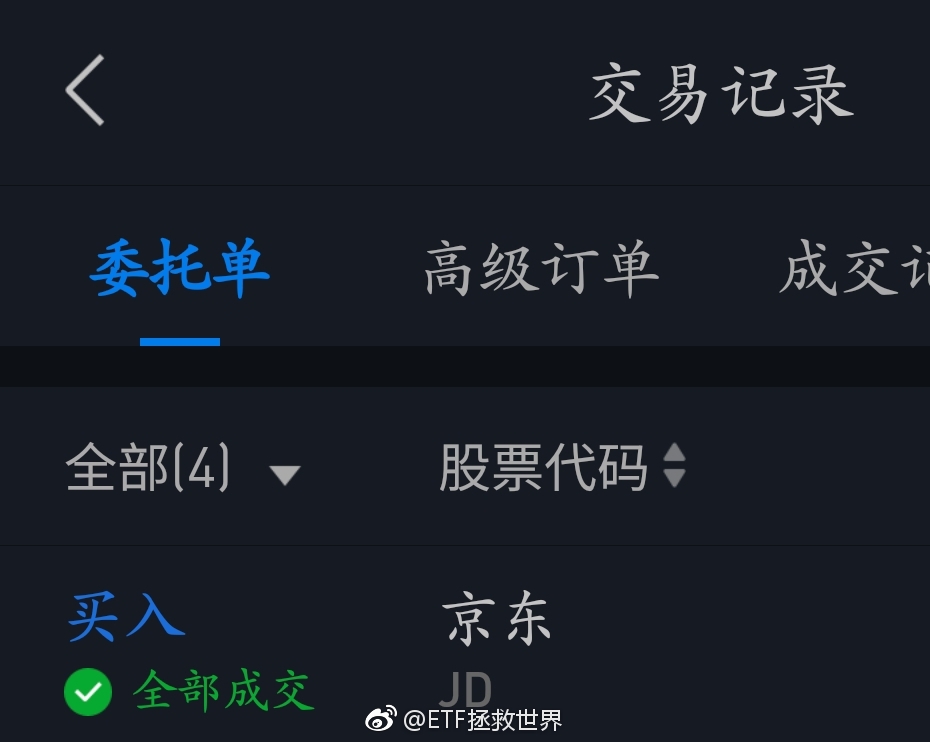 交易记录
委托单 高级订单 成交记
全部(4) 股票代码
买入 京东
全部成交 JD
@ETF拯救世界